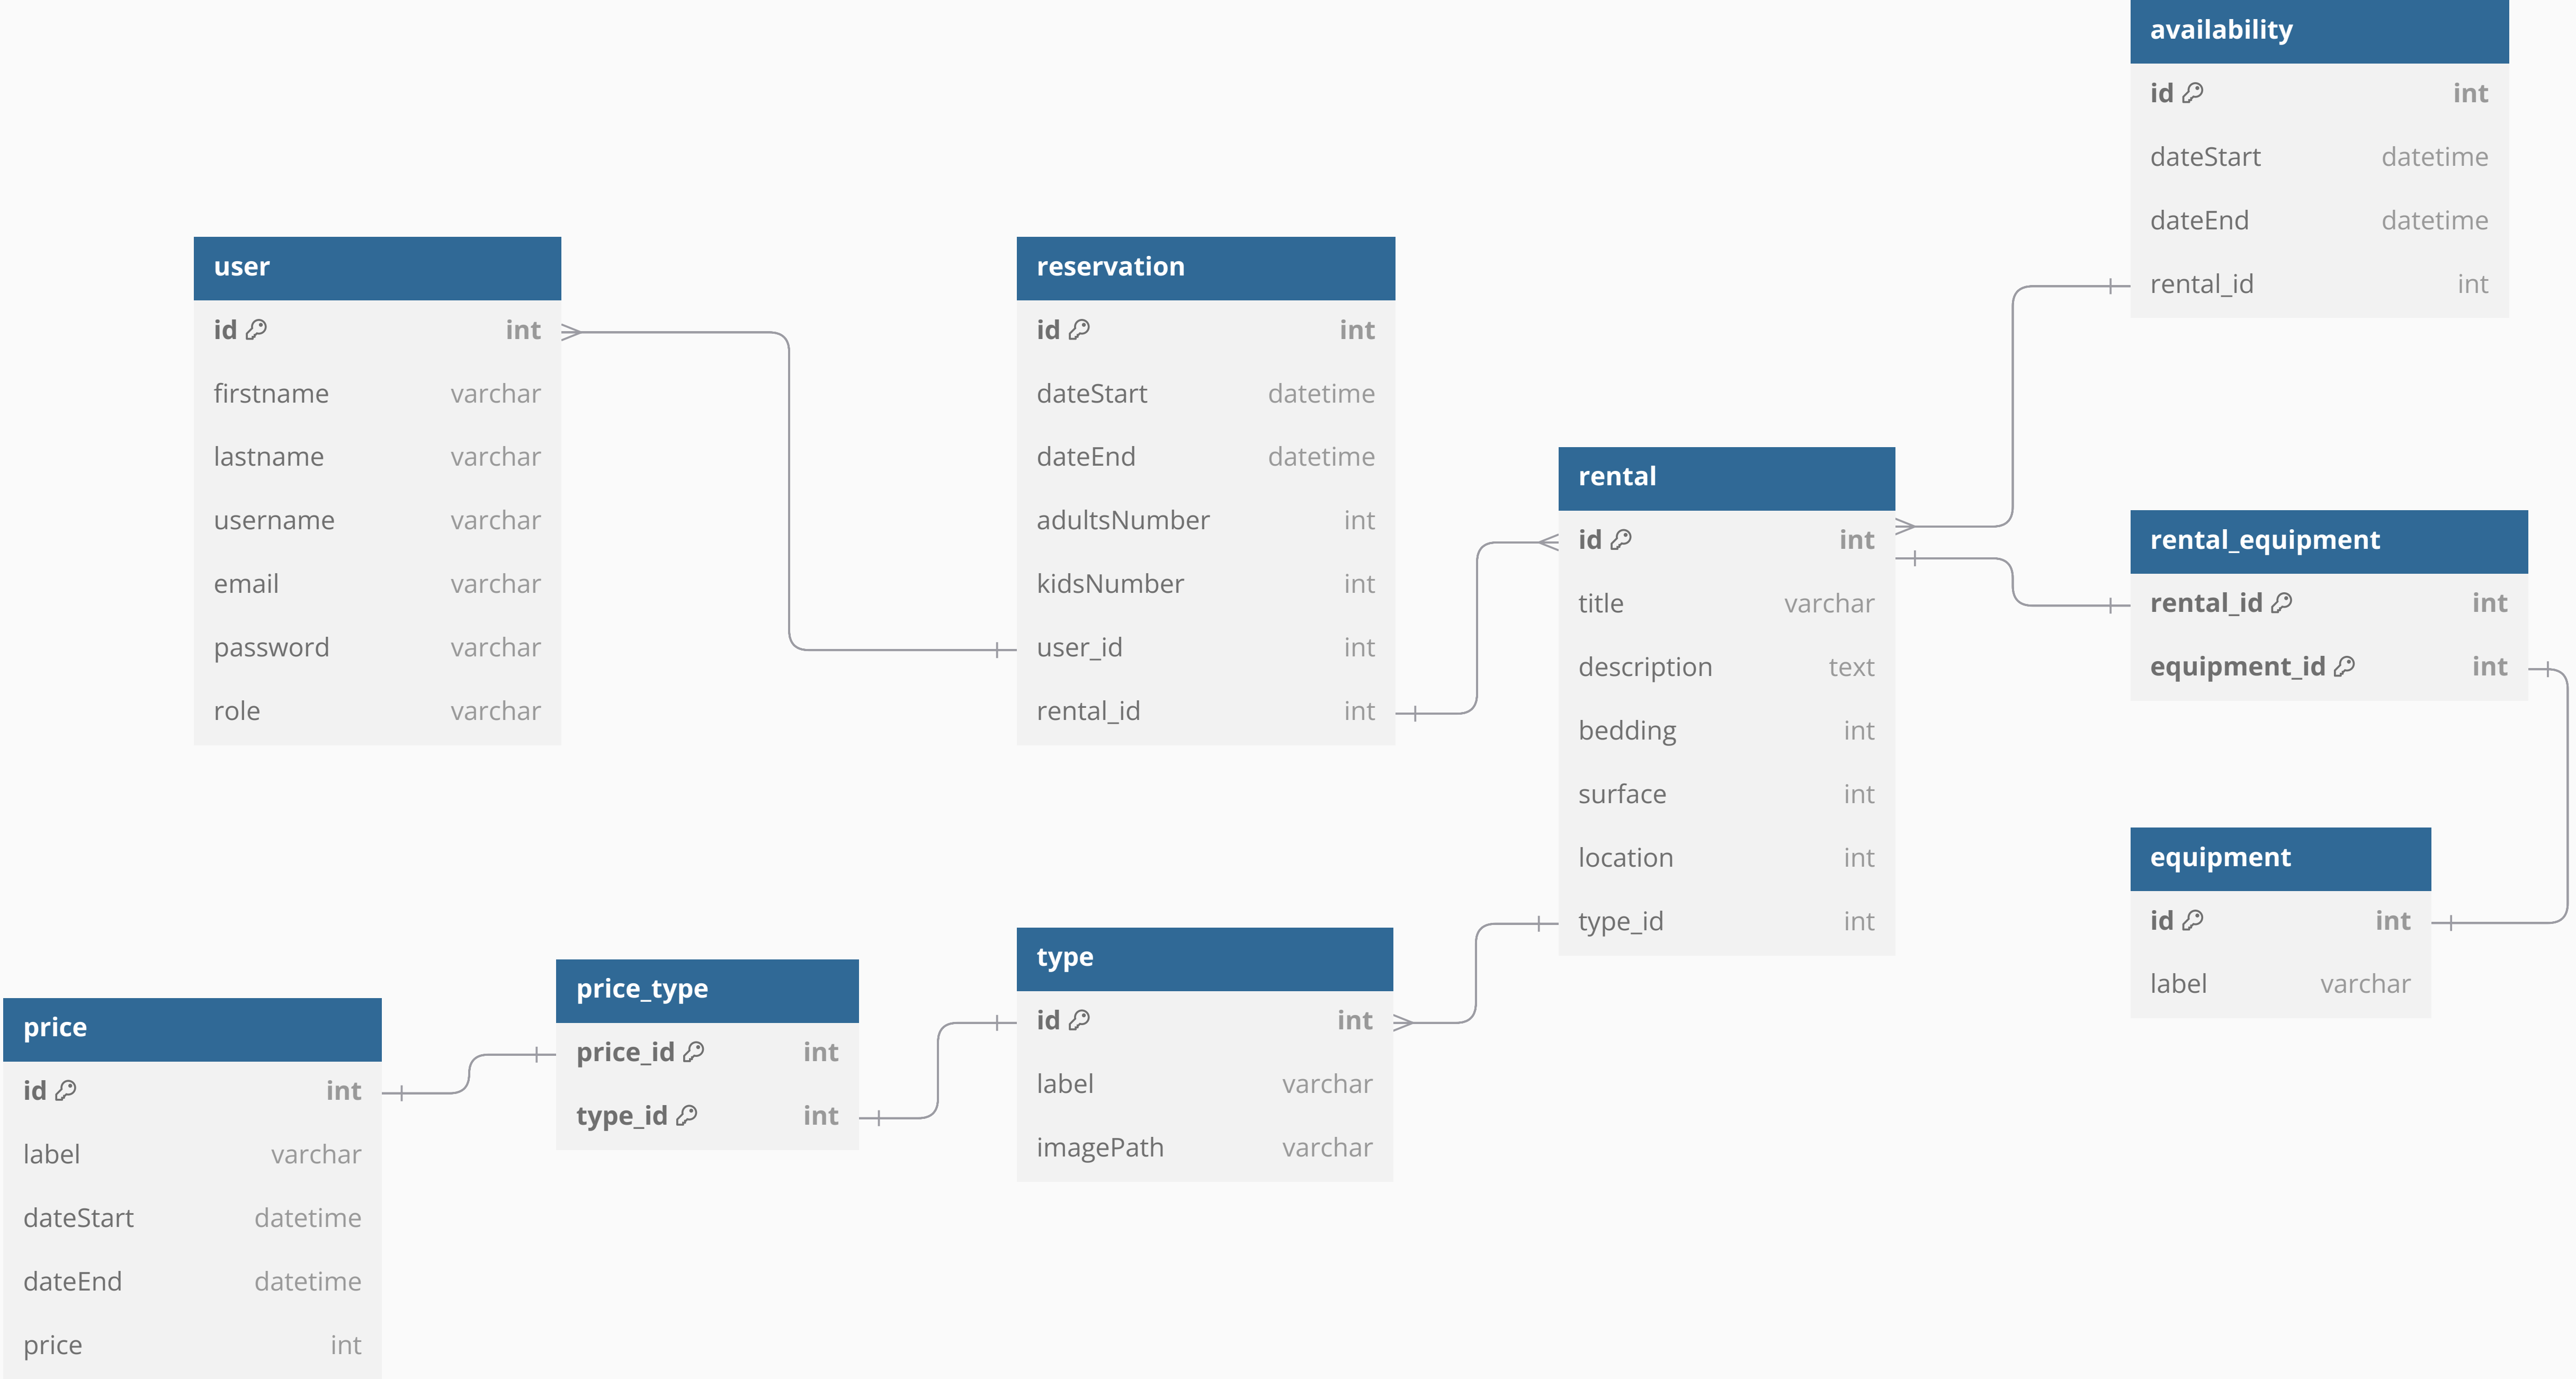 availability
id int
dateStart datetime
dateEnd datetime
rental_id int
user
id int
firstname varchar
lastname varchar
username varchar
email varchar
password varchar
role varchar
reservation
id int
dateStart datetime
dateEnd datetime
adultsNumber int
kidsNumber int
user_id int
rental_id int
rental
id int
title varchar
description text
bedding int
surface int
location int
type_id int
rental_equipment
rental_id int
equipment_id int
equipment
id int
label varchar
price
id int
label varchar
dateStart datetime
dateEnd datetime
price int
price_type
price_id int
type_id int
type
id int
label varchar
imagePath varchar